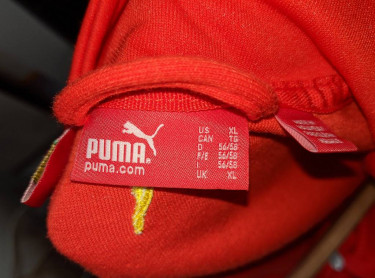 PUMA
puma.com
US XL
CAN TG
D 56/58
F/E 56/58
I 56/58
UK XL